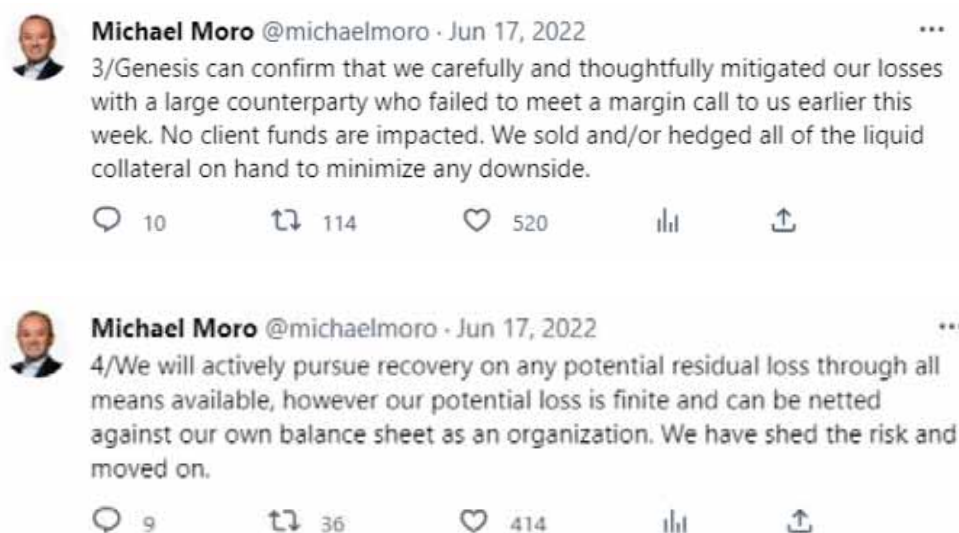 Michael Moro @michaelmoro · Jun 17, 2022
3/Genesis can confirm that we carefully and thoughtfully mitigated our losses
with a large counterparty who failed to meet a margin call to us earlier this
week. No client funds are impacted. We sold and/or hedged all of the liquid
collateral on hand to minimize any downside.
10 114 520
Michael Moro @michaelmoro · Jun 17, 2022
4/We will actively pursue recovery on any potential residual loss through all
means available, however our potential loss is finite and can be netted
against our own balance sheet as an organization. We have shed the risk and
moved on.
9 36 414